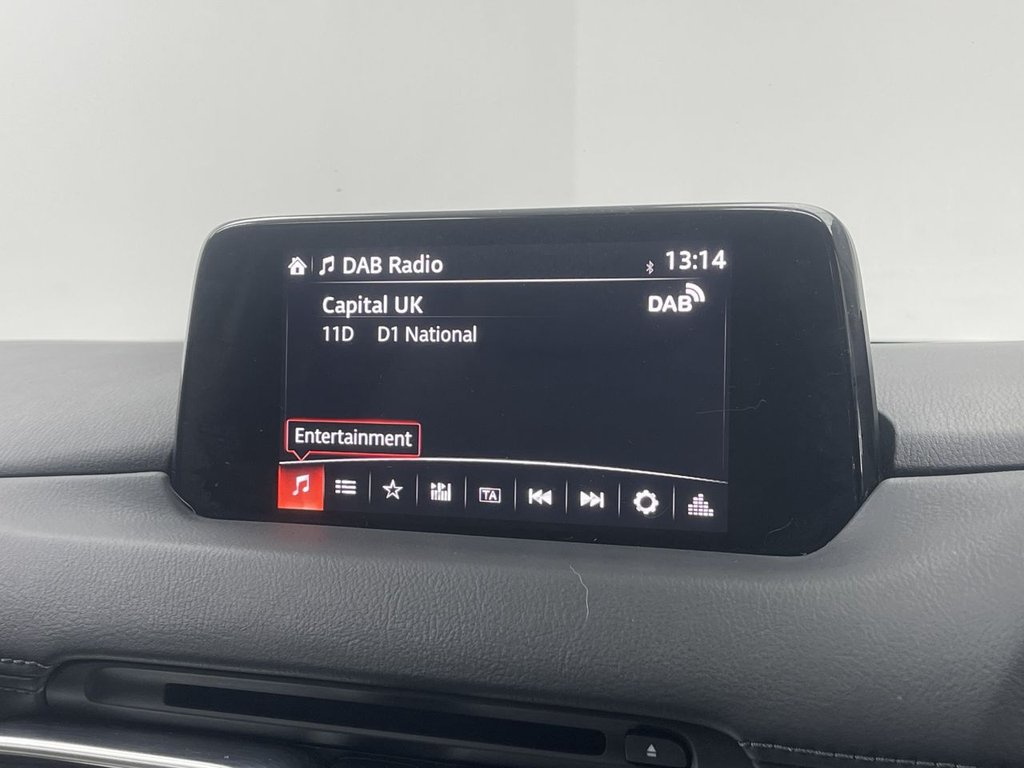 DAB Radio 13:14
Capital UK DAB
11D D1 National
Entertainment
TA